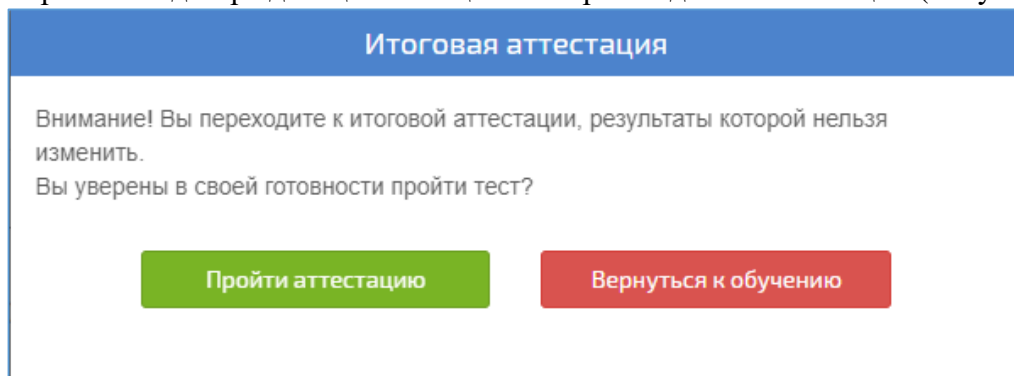 Итоговая аттестация
Внимание! Вы переходите к итоговой аттестации, результаты которой нельзя
изменить.
Вы уверены в своей готовности пройти тест?
Пройти аттестацию
Вернуться к обучению